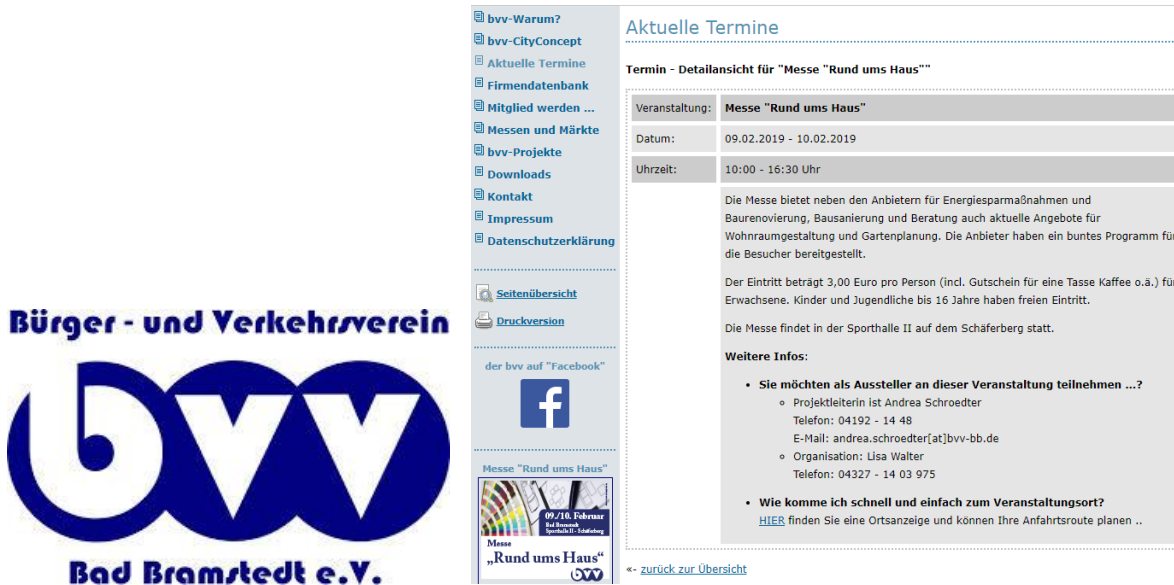 Bürger - und Verkehrsverein
bvv
Bad Bramstedt e.V.
bvv-Warum?
bvv-CityConcept
Aktuelle Termine
Firmendatenbank
Mitglied werden ...
Messen und Märkte
bvv-Projekte
Downloads
Kontakt
Impressum
Datenschutzerklärung
Seitenübersicht
Druckversion
der bvv auf "Facebook"
f
Messe "Rund ums Haus"
09./10. Februar
Bad Bramstedt
Sporthalle II - Schäferberg
Messe
„Rund ums Haus“
bvv
Aktuelle Termine
Termin - Detailansicht für "Messe "Rund ums Haus""
Veranstaltung: Messe "Rund ums Haus"
Datum: 09.02.2019 - 10.02.2019
Uhrzeit: 10:00 - 16:30 Uhr
Die Messe bietet neben den Anbietern für Energiesparmaßnahmen und
Baurenovierung, Bausanierung und Beratung auch aktuelle Angebote für
Wohnraumgestaltung und Gartenplanung. Die Anbieter haben ein buntes Programm für
die Besucher bereitgestellt.
Der Eintritt beträgt 3,00 Euro pro Person (incl. Gutschein für eine Tasse Kaffee o.ä.) für
Erwachsene. Kinder und Jugendliche bis 16 Jahre haben freien Eintritt.
Die Messe findet in der Sporthalle II auf dem Schäferberg statt.
Weitere Infos:
• Sie möchten als Aussteller an dieser Veranstaltung teilnehmen ...?
○ Projektleiterin ist Andrea Schroedter
Telefon: 04192 - 14 48
E-Mail: andrea.schroedter[at]bvv-bb.de
○ Organisation: Lisa Walter
Telefon: 04327 - 14 03 975
• Wie komme ich schnell und einfach zum Veranstaltungsort?
HIER finden Sie eine Ortsanzeige und können Ihre Anfahrtsroute planen ..
«- zurück zur Übersicht